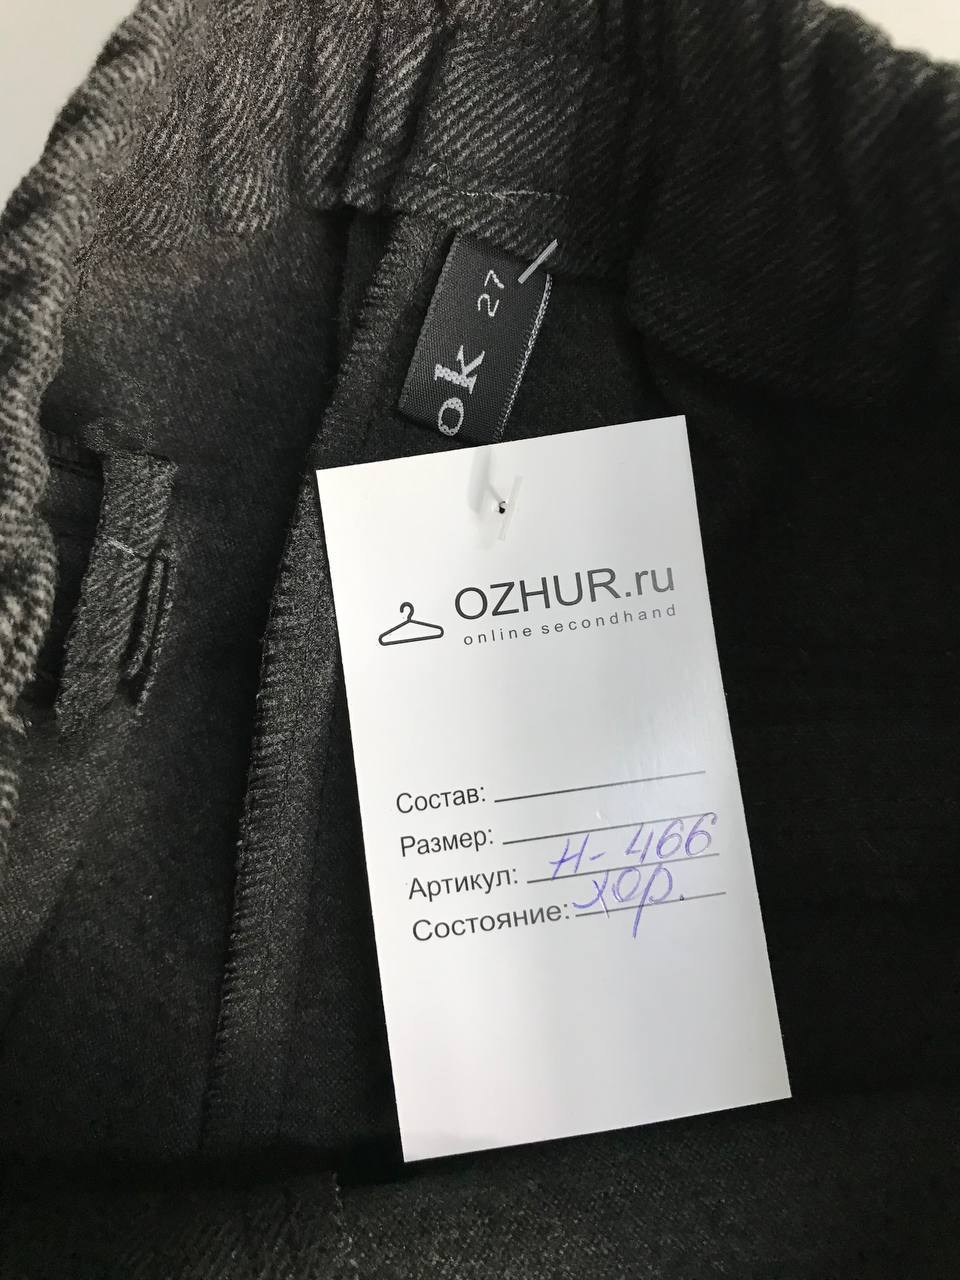 ok 27
OZHUR.ru
online secondhand
Состав:
Размер:
Артикул: Н- 466
Состояние: хор.